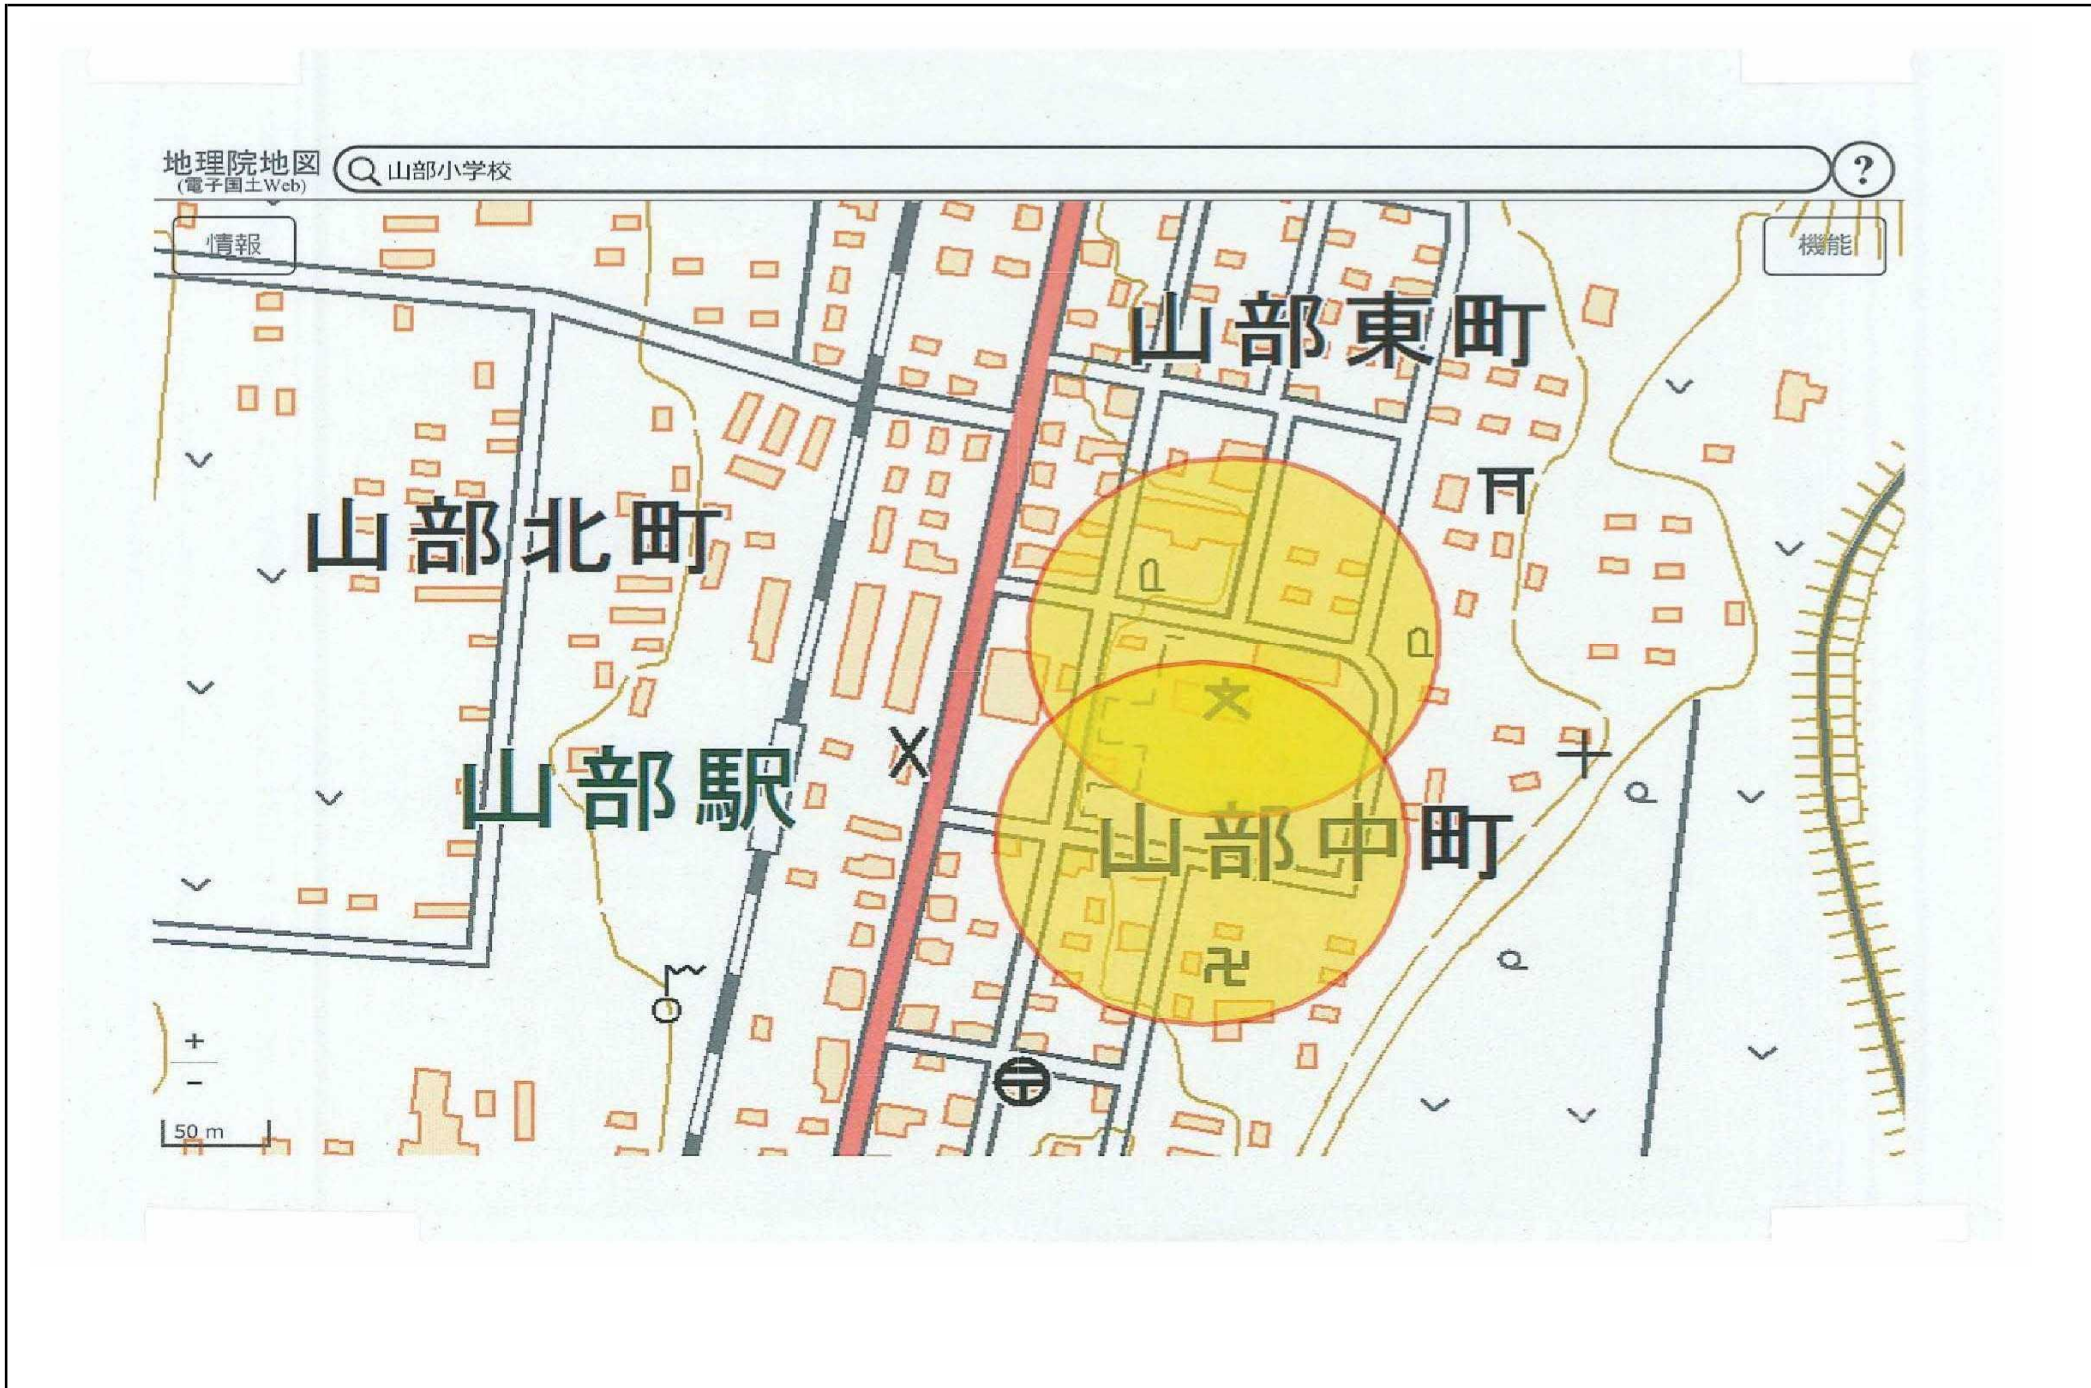 地理院地図
(電子国土Web)
山部小学校
?
情報
機能
山部東町
山部北町
山部駅
山部中町
+
−
50 m